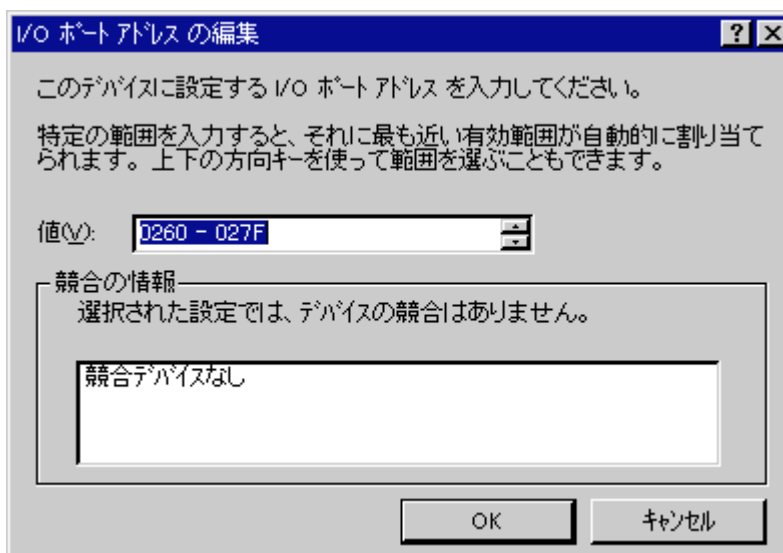 I/O ﾎﾟｰﾄ ｱﾄﾞﾚｽ の編集
このﾃﾞﾊﾞｲｽに設定する I/O ﾎﾟｰﾄ ｱﾄﾞﾚｽ を入力してください。
特定の範囲を入力すると、それに最も近い有効範囲が自動的に割り当て
られます。上下の方向キーを使って範囲を選ぶこともできます。
値(V):
0260 - 027F
競合の情報
選択された設定では、ﾃﾞﾊﾞｲｽの競合はありません。
競合ﾃﾞﾊﾞｲｽなし
OK
ｷｬﾝｾﾙ